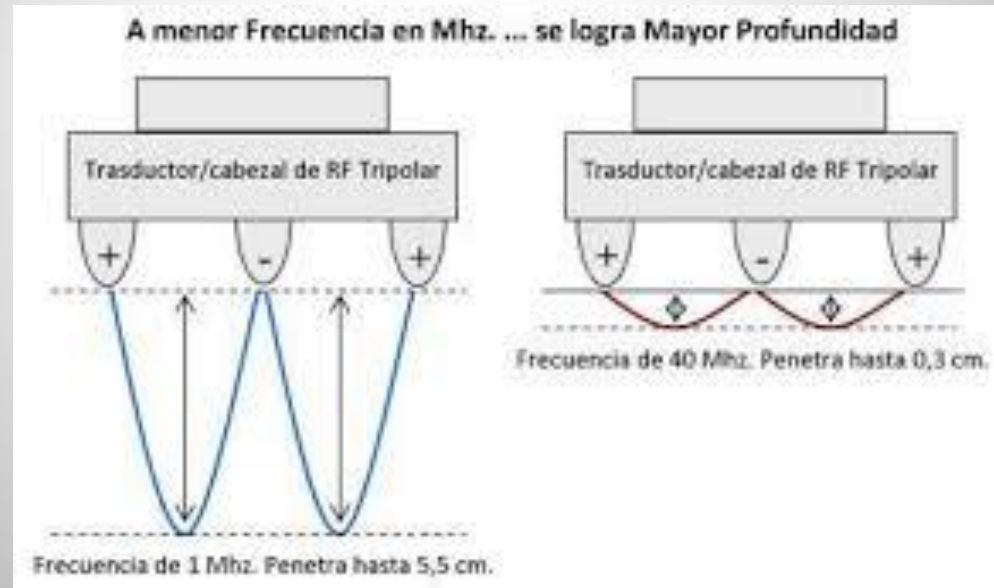 A menor Frecuencia en Mhz. ... se logra Mayor Profundidad
Trasductor/cabezal de RF Tripolar
+ - +
Frecuencia de 1 Mhz. Penetra hasta 5,5 cm.
Trasductor/cabezal de RF Tripolar
+ - +
Frecuencia de 40 Mhz. Penetra hasta 0,3 cm.